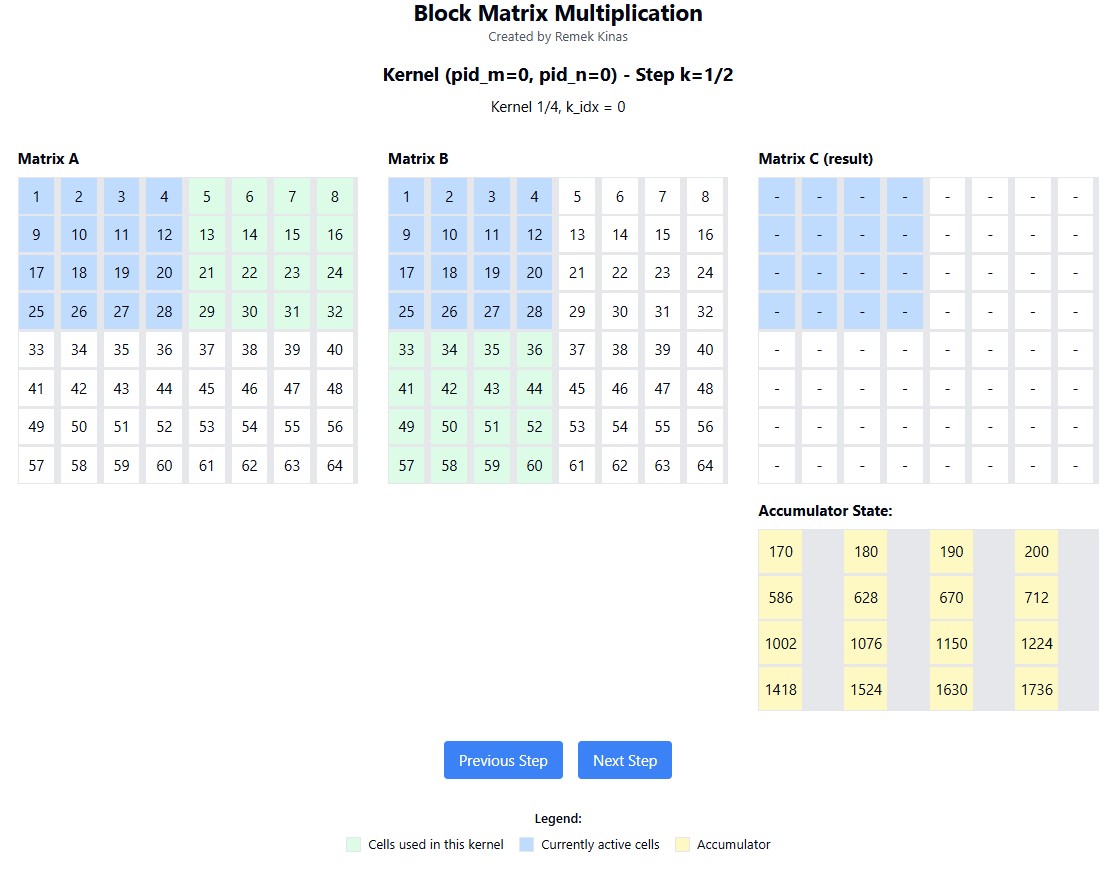 Block Matrix Multiplication
Created by Remek Kinas
Kernel (pid_m=0, pid_n=0) - Step k=1/2
Kernel 1/4, k_idx = 0
Matrix A
1 2 3 4 5 6 7 8
9 10 11 12 13 14 15 16
17 18 19 20 21 22 23 24
25 26 27 28 29 30 31 32
33 34 35 36 37 38 39 40
41 42 43 44 45 46 47 48
49 50 51 52 53 54 55 56
57 58 59 60 61 62 63 64
Matrix B
1 2 3 4 5 6 7 8
9 10 11 12 13 14 15 16
17 18 19 20 21 22 23 24
25 26 27 28 29 30 31 32
33 34 35 36 37 38 39 40
41 42 43 44 45 46 47 48
49 50 51 52 53 54 55 56
57 58 59 60 61 62 63 64
Matrix C (result)
- - - - - - - -
- - - - - - - -
- - - - - - - -
- - - - - - - -
- - - - - - - -
- - - - - - - -
- - - - - - - -
- - - - - - - -
Accumulator State:
170 180 190 200
586 628 670 712
1002 1076 1150 1224
1418 1524 1630 1736
Previous Step Next Step
Legend:
Cells used in this kernel Currently active cells Accumulator